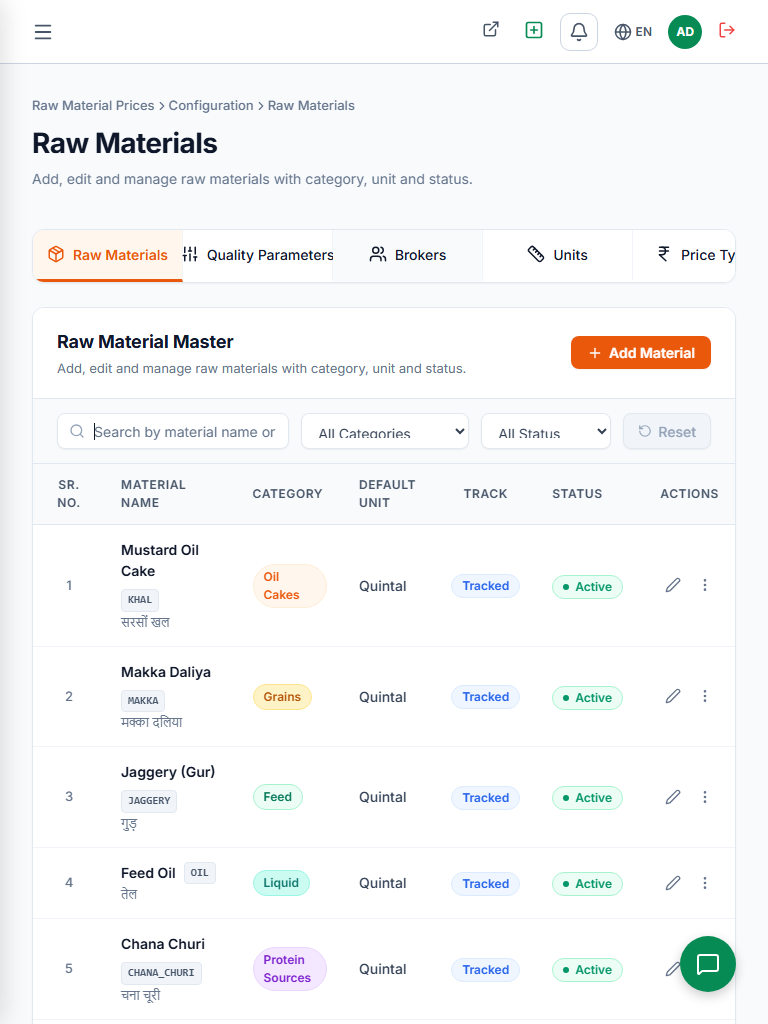 EN
AD
Raw Material Prices > Configuration > Raw Materials
Raw Materials
Add, edit and manage raw materials with category, unit and status.
Raw Materials
Quality Parameters
Brokers
Units
₹ Price Ty
Raw Material Master
Add, edit and manage raw materials with category, unit and status.
+ Add Material
Search by material name or
All Categories
All Status
Reset
SR. NO.
MATERIAL NAME
CATEGORY
DEFAULT UNIT
TRACK
STATUS
ACTIONS
1
Mustard Oil
Cake
KHAL
सरसों खल
Oil
Cakes
Quintal
Tracked
Active
2
Makka Daliya
MAKKA
मक्का दलिया
Grains
Quintal
Tracked
Active
3
Jaggery (Gur)
JAGGERY
गुड़
Feed
Quintal
Tracked
Active
4
Feed Oil OIL
तेल
Liquid
Quintal
Tracked
Active
5
Chana Churi
CHANA_CHURI
चना चूरी
Protein
Sources
Quintal
Tracked
Active